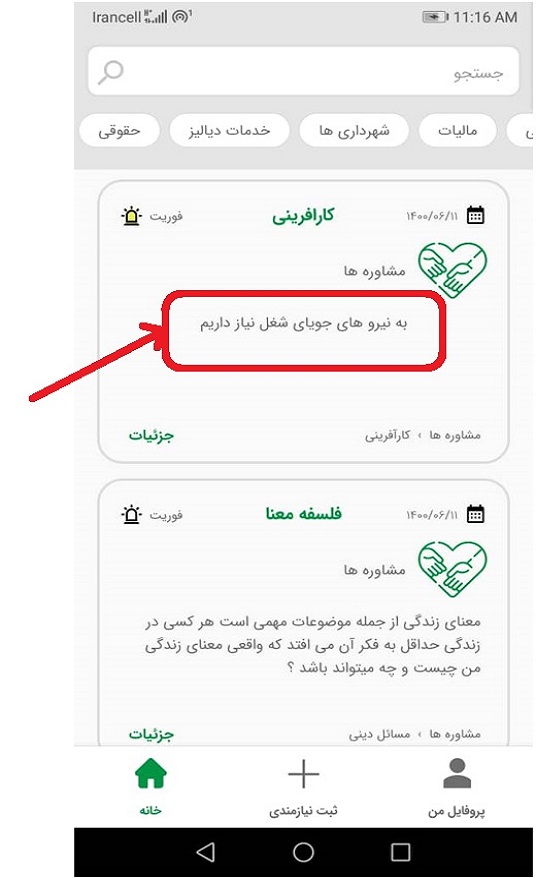 Irancell 11:16 AM
جستجو
مالیات شهرداری ها خدمات دیالیز حقوقی
۱۴۰۰/۰۶/۱۱ کارافرینی فوریت
مشاوره ها
به نیرو های جویای شغل نیاز داریم
مشاوره ها › کارآفرینی جزئیات
۱۴۰۰/۰۶/۱۱ فلسفه معنا فوریت
مشاوره ها
معنای زندگی از جمله موضوعات مهمی است هر کسی در
زندگی حداقل به فکر آن می افتد که واقعی معنای زندگی
من چیست و چه میتواند باشد ؟
مشاوره ها › مسائل دینی جزئیات
پروفایل من ثبت نیازمندی خانه